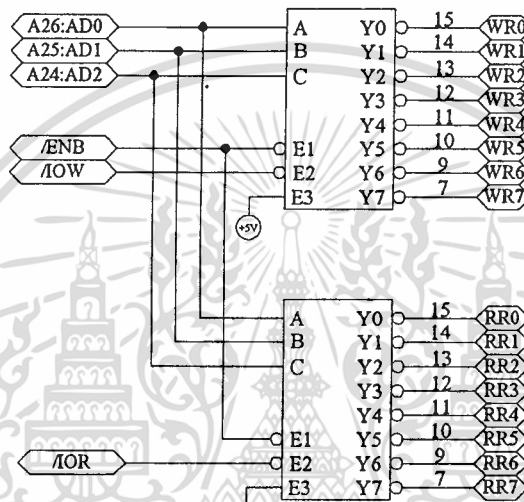 A26:AD0 A Y0 15 WR0
A25:AD1 B Y1 14 WR1
A24:AD2 C Y2 13 WR2
Y3 12 WR3
Y4 11 WR4
/ENB E1 Y5 10 WR5
/IOW E2 Y6 9 WR6
E3 Y7 7 WR7
+5V
A Y0 15 RR0
B Y1 14 RR1
C Y2 13 RR2
Y3 12 RR3
Y4 11 RR4
E1 Y5 10 RR5
/IOR E2 Y6 9 RR6
E3 Y7 7 RR7